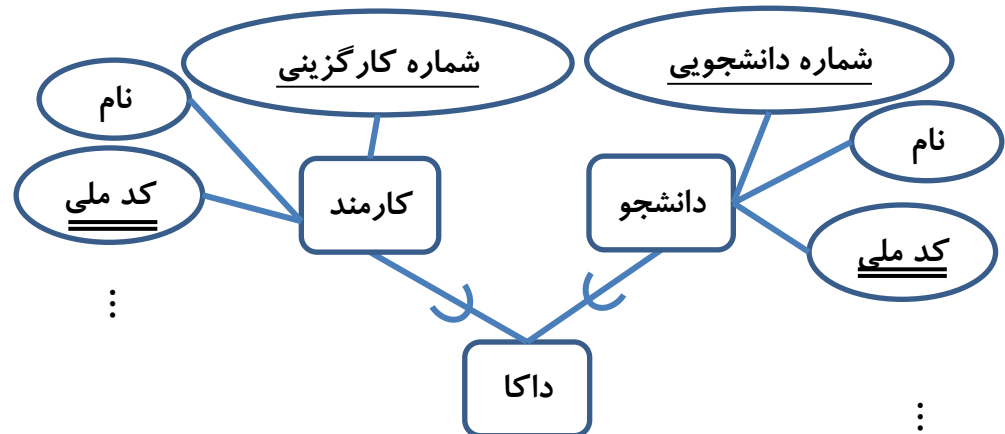 شماره دانشجویی
شماره کارگزینی
نام
نام
کد ملی
کد ملی
دانشجو
کارمند
...
داکا
...